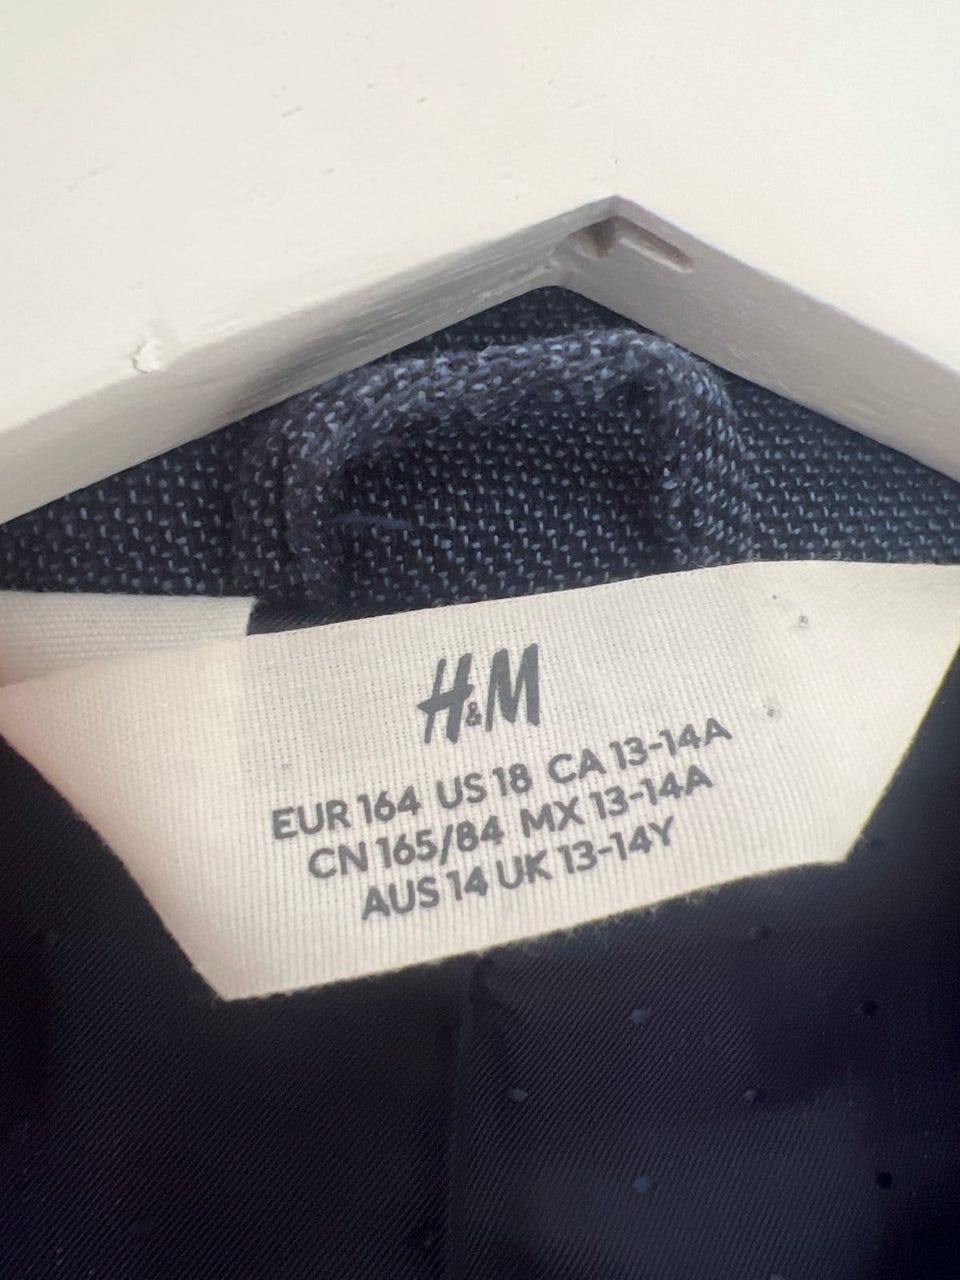 H&M
EUR 164 US 18 CA 13-14A
CN 165/84 MX 13-14A
AUS 14 UK 13-14Y